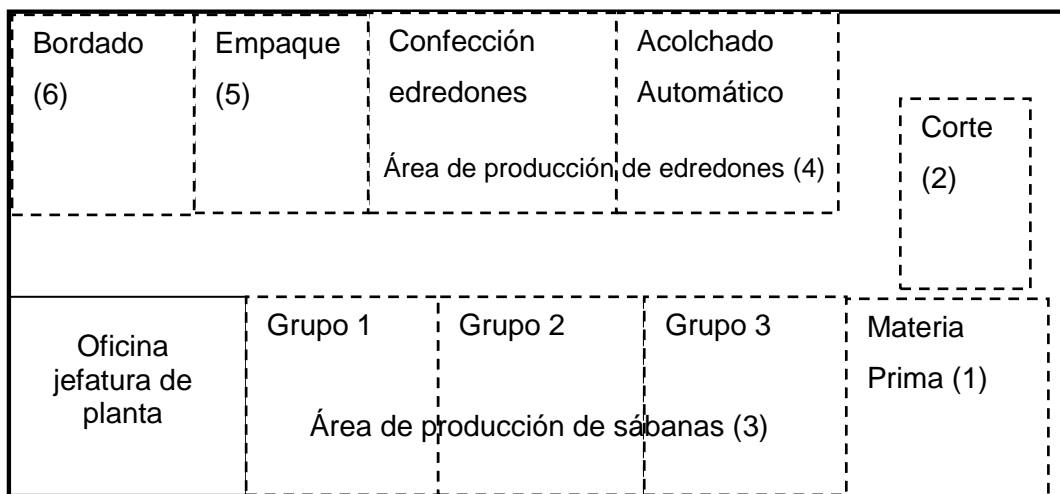 Bordado
(6)
Empaque
(5)
Confección
edredones
Acolchado
Automático
Área de producción de edredones (4)
Corte
(2)
Oficina
jefatura de
planta
Grupo 1
Grupo 2
Grupo 3
Área de producción de sábanas (3)
Materia
Prima (1)